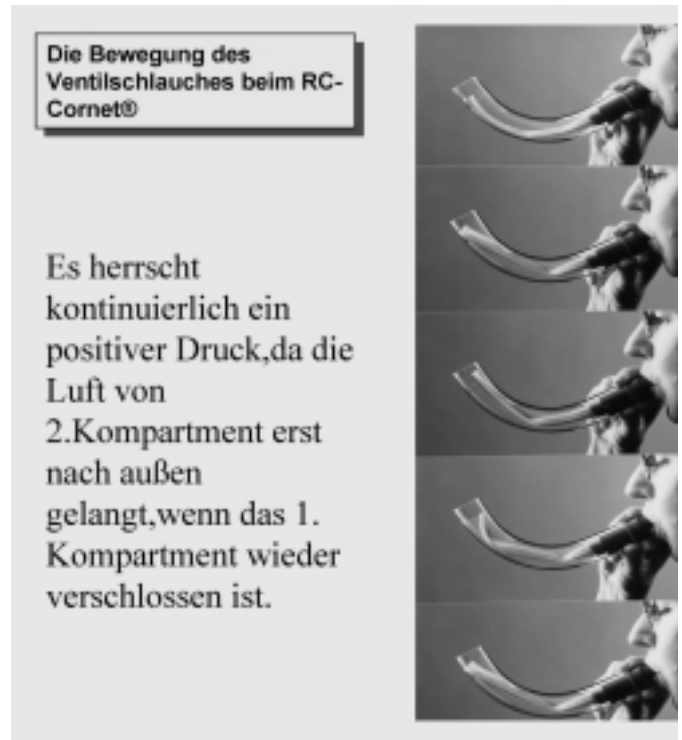 Die Bewegung des
Ventilschlauches beim RC-
Cornet®
Es herrscht
kontinuierlich ein
positiver Druck,da die
Luft von
2.Kompartment erst
nach außen
gelangt,wenn das 1.
Kompartment wieder
verschlossen ist.